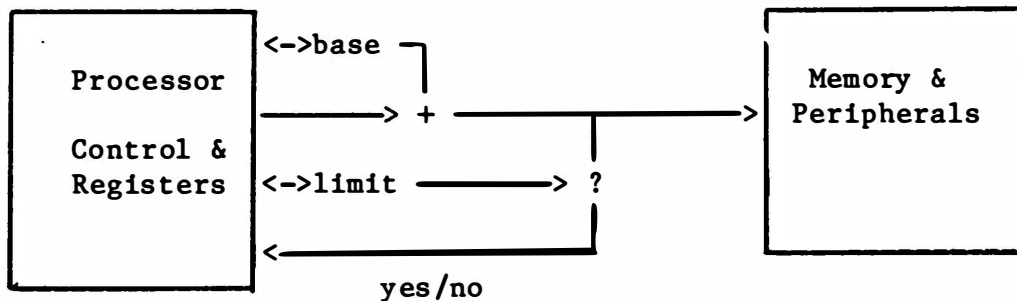 <->base
Processor
Memory &
+
Peripherals
Control &
Registers
<->limit
?
yes/no